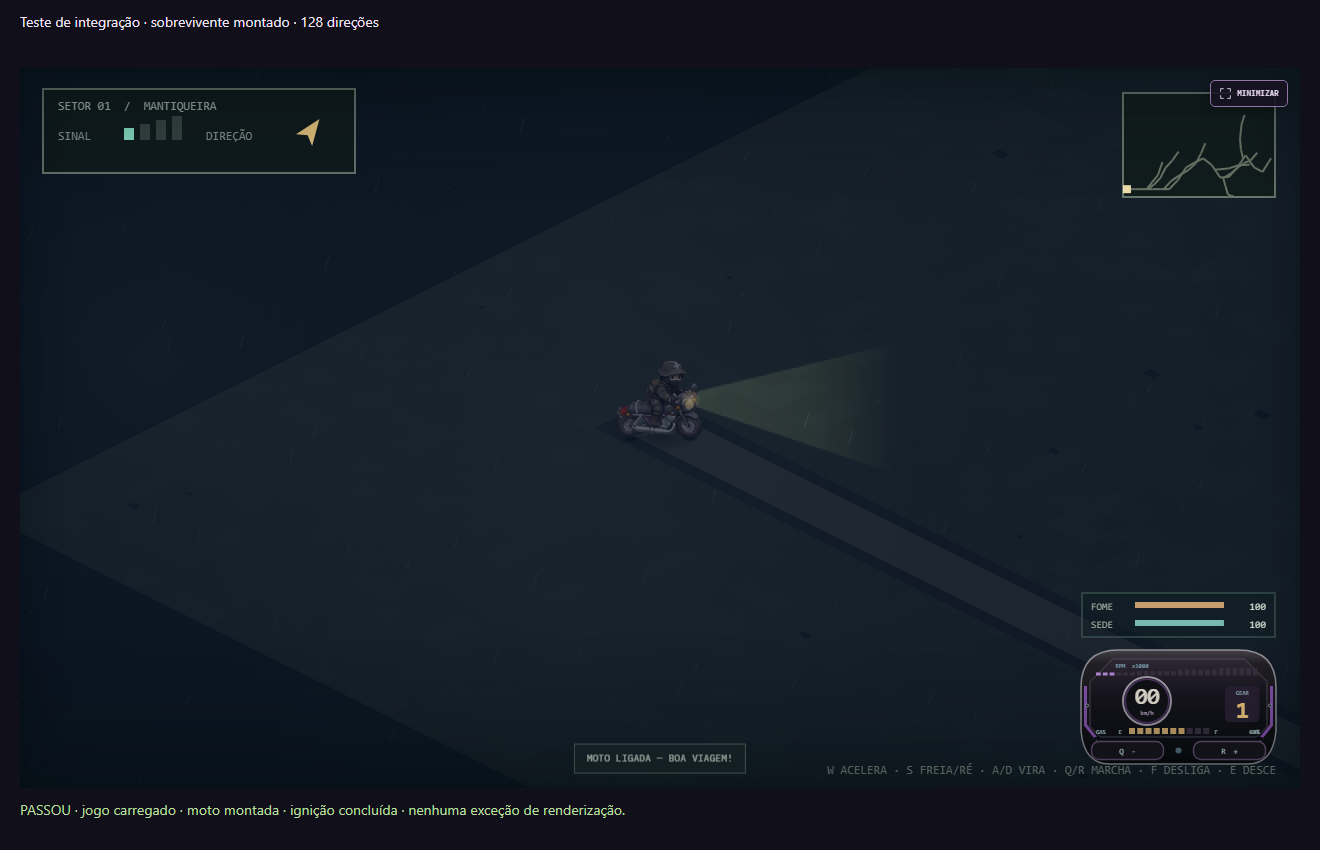 Teste de integração · sobrevivente montado · 128 direções
SETOR 01 / MANTIQUEIRA
SINAL DIREÇÃO
MINIMIZAR
FOME 100
SEDE 100
RPM x1000
00
km/h
GEAR
1
GAS E F 68%
Q - R +
MOTO LIGADA — BOA VIAGEM!
W ACELERA · S FREIA/RÉ · A/D VIRA · Q/R MARCHA · F DESLIGA · E DESCE
PASSOU · jogo carregado · moto montada · ignição concluída · nenhuma exceção de renderização.